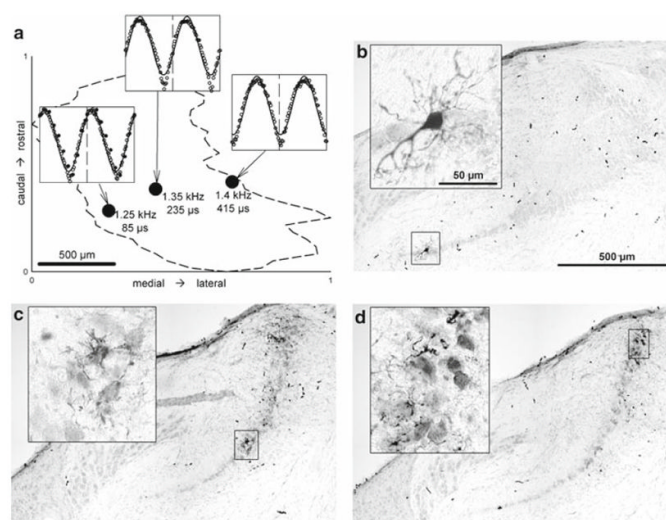 a
1
caudal → rostral
1.25 kHz
85 µs
1.35 kHz
235 µs
1.4 kHz
415 µs
500 µm
0
0
medial → lateral
1
b
50 µm
500 µm
c
d